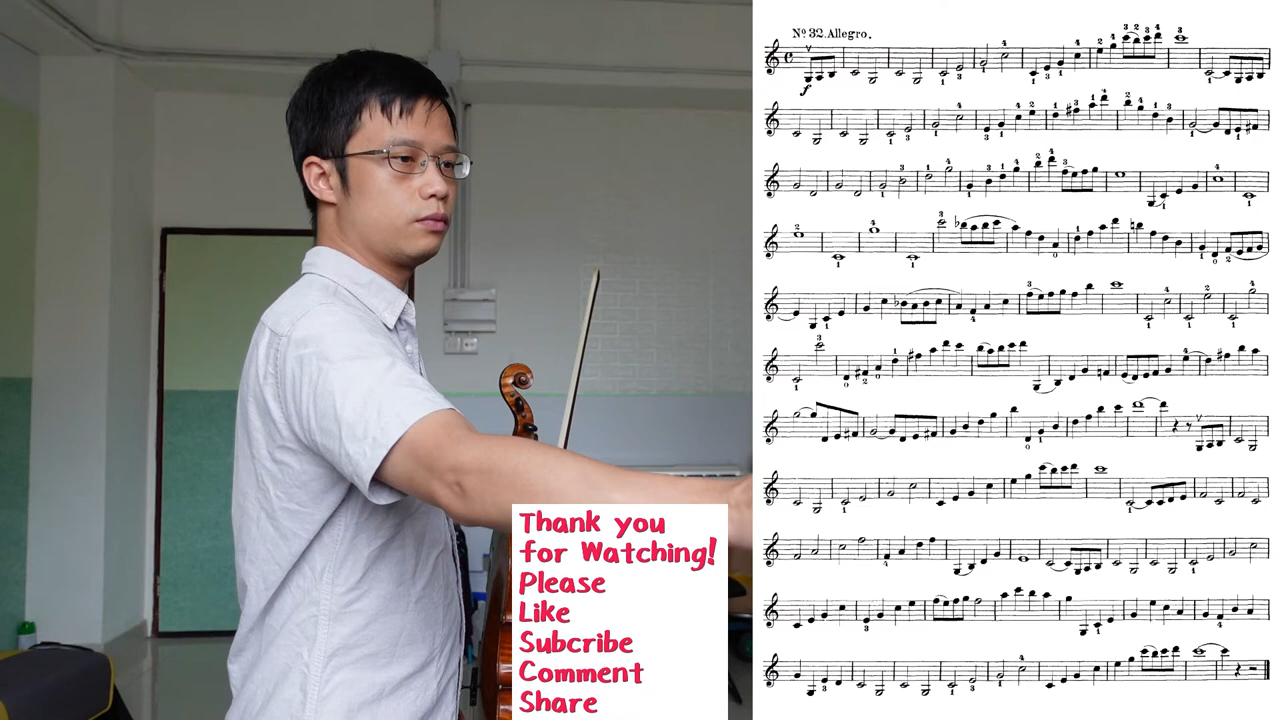 Thank you
for Watching!
Please
Like
Subcribe
Comment
Share
Nº 32. Allegro.
f